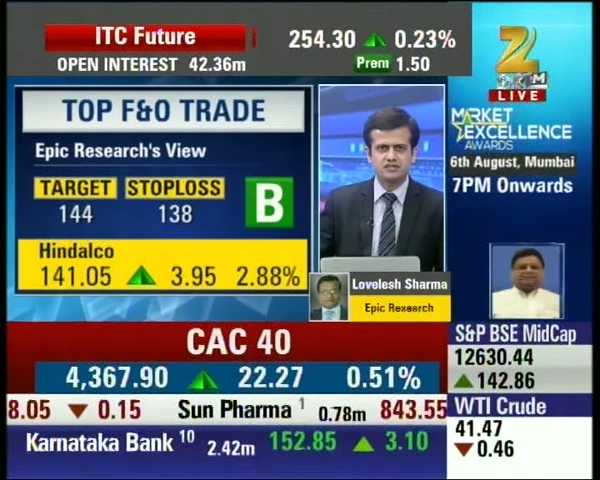 ITC Future
254.30 0.23%
OPEN INTEREST 42.36m
Prem 1.50
Z
LIVE
TOP F&O TRADE
Epic Research's View
TARGET STOPLOSS
144 138
B
Hindalco
141.05 3.95 2.88%
MARKET
EXCELLENCE
AWARDS
6th August, Mumbai
7PM Onwards
Lovelesh Sharma
Epic Research
CAC 40
4,367.90 22.27 0.51%
S&P BSE MidCap
12630.44
142.86
WTI Crude
41.47
0.46
8.05 0.15 Sun Pharma 1 0.78m 843.55
Karnataka Bank 10 2.42m 152.85 3.10